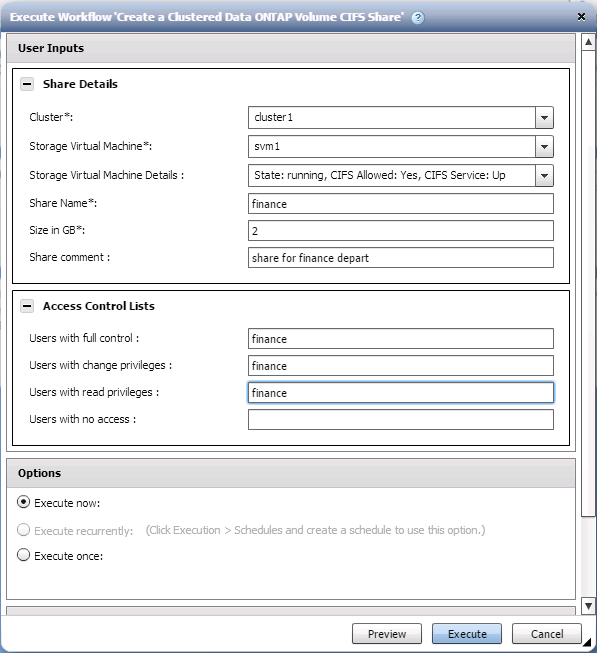 Execute Workflow 'Create a Clustered Data ONTAP Volume CIFS Share' ?
User Inputs
Share Details
Cluster*: cluster1
Storage Virtual Machine*: svm1
Storage Virtual Machine Details : State: running, CIFS Allowed: Yes, CIFS Service: Up
Share Name*: finance
Size in GB*: 2
Share comment : share for finance depart
Access Control Lists
Users with full control : finance
Users with change privileges : finance
Users with read privileges : finance
Users with no access :
Options
Execute now:
Execute recurrently: (Click Execution > Schedules and create a schedule to use this option.)
Execute once:
Preview Execute Cancel